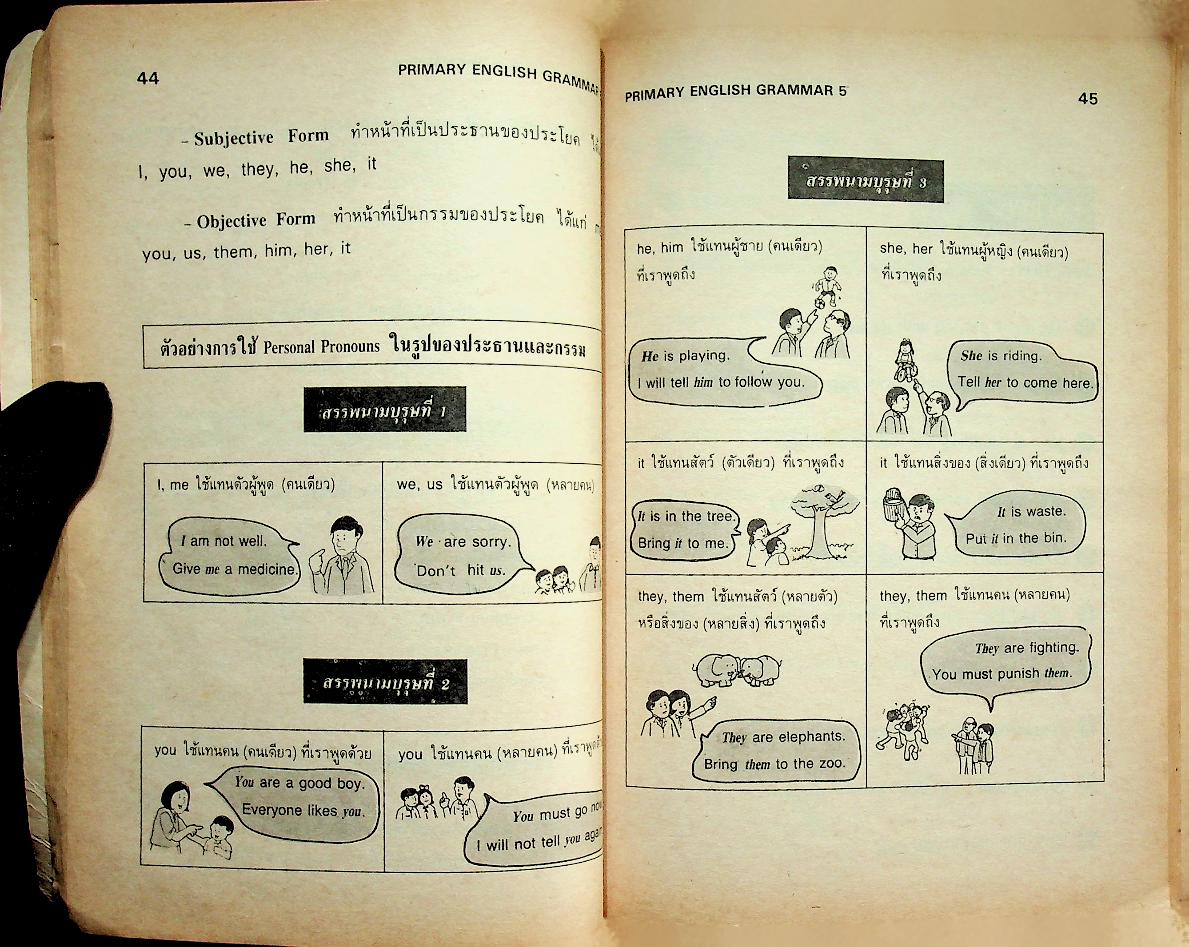 44
PRIMARY ENGLISH GRAMMAR
- Subjective Form ทำหน้าที่เป็นประธานของประโยค
I, you, we, they, he, she, it
- Objective Form ทำหน้าที่เป็นกรรมของประโยค ได้แก่
you, us, them, him, her, it
ตัวอย่างการใช้ Personal Pronouns ในรูปของประธานและกรรม
สรรพนามบุรุษที่ 1
I, me ใช้แทนตัวผู้พูด (คนเดียว)
I am not well.
Give me a medicine.
we, us ใช้แทนตัวผู้พูด (หลายคน)
We are sorry.
Don't hit us.
สรรพนามบุรุษที่ 2
you ใช้แทนคน (คนเดียว) ที่เราพูดด้วย
You are a good boy.
Everyone likes you.
you ใช้แทนคน (หลายคน) ที่เราพูด
You must go now
I will not tell you again
PRIMARY ENGLISH GRAMMAR 5
45
สรรพนามบุรุษที่ 3
he, him ใช้แทนผู้ชาย (คนเดียว)
ที่เราพูดถึง
He is playing.
I will tell him to follow you.
she, her ใช้แทนผู้หญิง (คนเดียว)
ที่เราพูดถึง
She is riding.
Tell her to come here.
it ใช้แทนสัตว์ (ตัวเดียว) ที่เราพูดถึง
It is in the tree.
Bring it to me.
it ใช้แทนสิ่งของ (สิ่งเดียว) ที่เราพูดถึง
It is waste.
Put it in the bin.
they, them ใช้แทนสัตว์ (หลายตัว)
หรือสิ่งของ (หลายสิ่ง) ที่เราพูดถึง
They are elephants.
Bring them to the zoo.
they, them ใช้แทนคน (หลายคน)
ที่เราพูดถึง
They are fighting.
You must punish them.